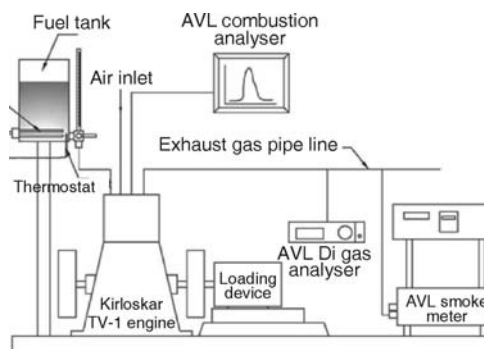 AVL combustion
analyser
Fuel tank
Air inlet
Exhaust gas pipe line
Thermostat
AVL Di gas
analyser
Loading
device
Kirloskar
TV-1 engine
AVL smoke
meter